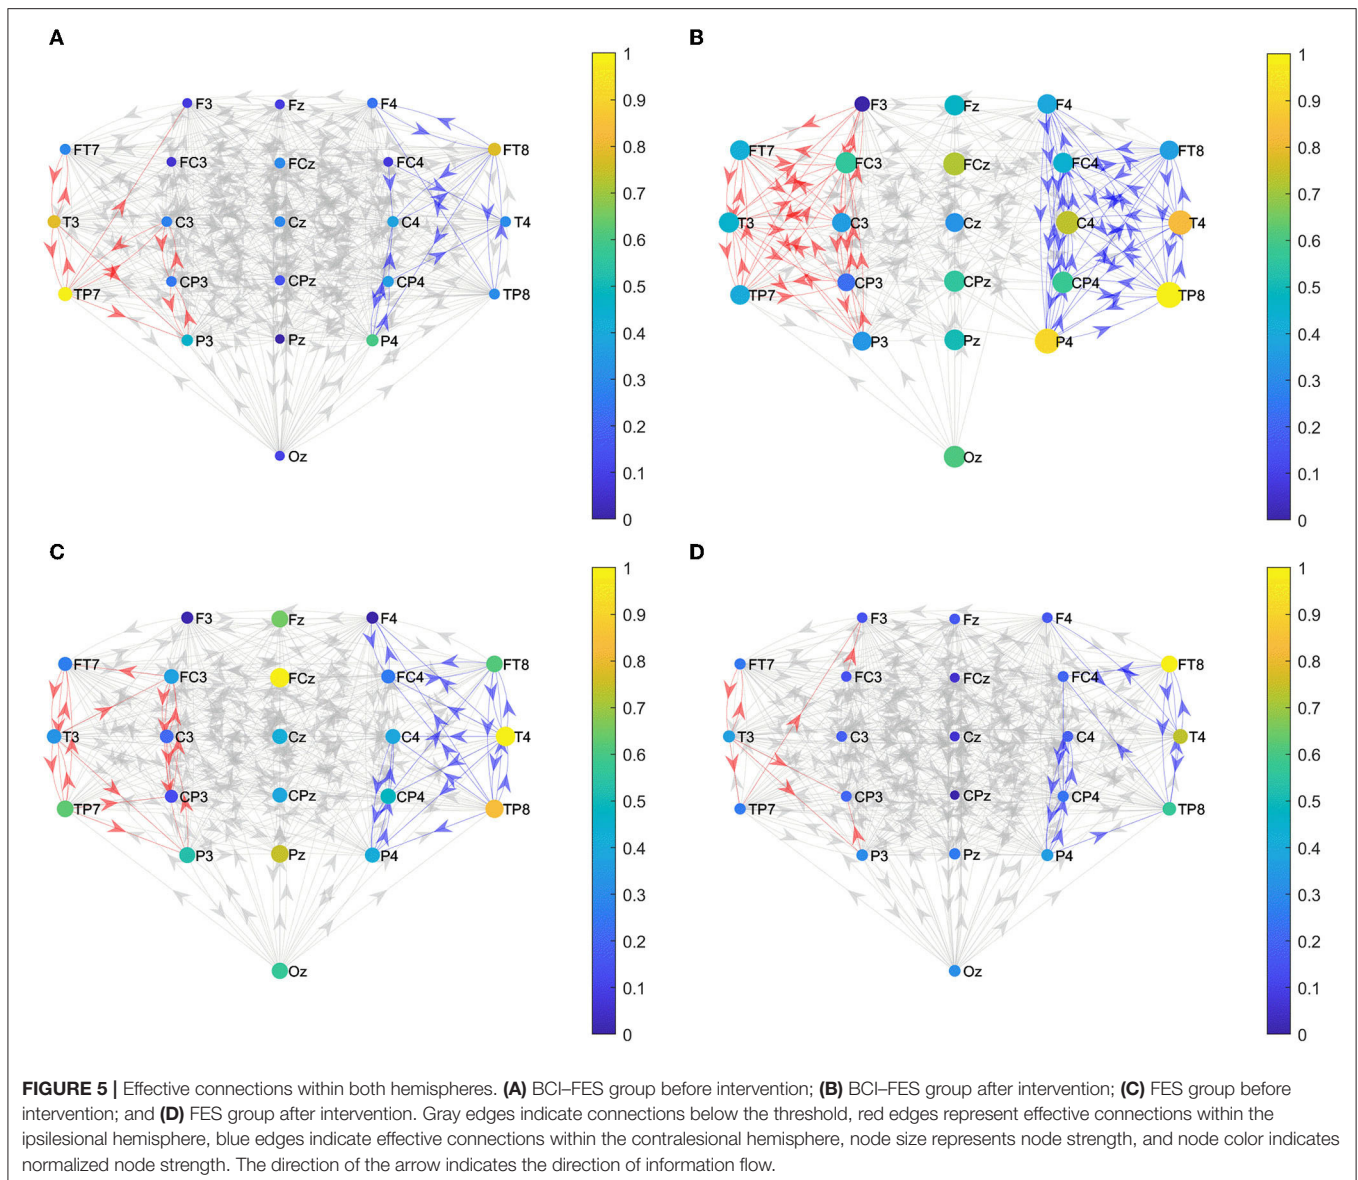 A
B
F3
Fz
F4
FT7
FC3
FCz
FC4
FT8
T3
C3
Cz
C4
T4
TP7
CP3
CPz
CP4
TP8
P3
Pz
P4
Oz
1
0.9
0.8
0.7
0.6
0.5
0.4
0.3
0.2
0.1
0
F3
Fz
F4
FT7
FC3
FCz
FC4
FT8
T3
C3
Cz
C4
T4
TP7
CP3
CPz
CP4
TP8
P3
Pz
P4
Oz
1
0.9
0.8
0.7
0.6
0.5
0.4
0.3
0.2
0.1
0
C
D
F3
Fz
F4
FT7
FC3
FCz
FC4
FT8
T3
C3
Cz
C4
T4
TP7
CP3
CPz
CP4
TP8
P3
Pz
P4
Oz
1
0.9
0.8
0.7
0.6
0.5
0.4
0.3
0.2
0.1
0
F3
Fz
F4
FT7
FC3
FCz
FC4
FT8
T3
C3
Cz
C4
T4
TP7
CP3
CPz
CP4
TP8
P3
Pz
P4
Oz
1
0.9
0.8
0.7
0.6
0.5
0.4
0.3
0.2
0.1
0
FIGURE 5 | Effective connections within both hemispheres. (A) BCI–FES group before intervention; (B) BCI–FES group after intervention; (C) FES group before
intervention; and (D) FES group after intervention. Gray edges indicate connections below the threshold, red edges represent effective connections within the
ipsilesional hemisphere, blue edges indicate effective connections within the contralesional hemisphere, node size represents node strength, and node color indicates
normalized node strength. The direction of the arrow indicates the direction of information flow.